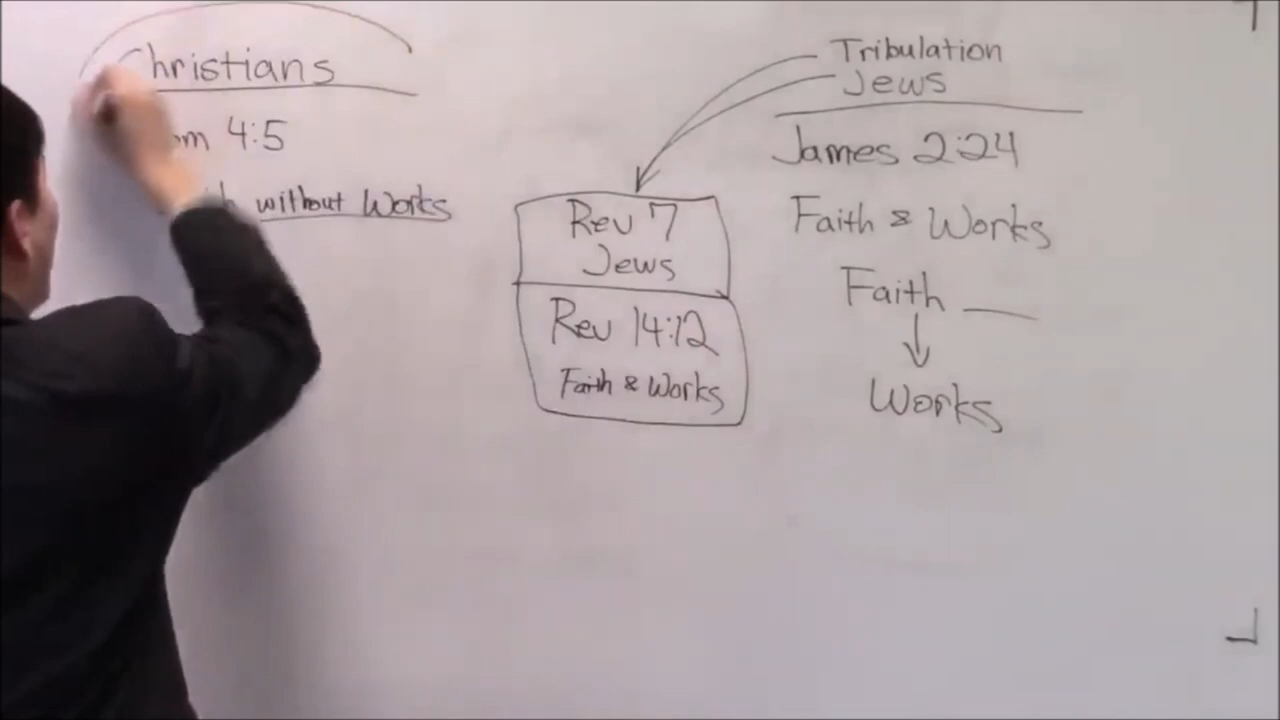 Christians
4:5
without Works
Tribulation
Jews
James 2:24
Faith & Works
Faith
Works
Rev 7
Jews
Rev 14:12
Faith & Works